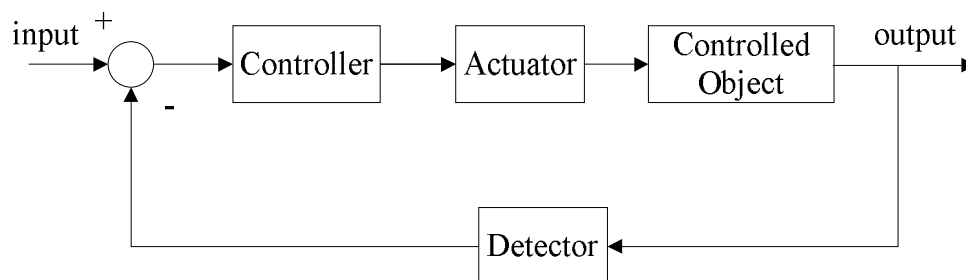 +
input
Controller
Actuator
Controlled
Object
output
-
Detector